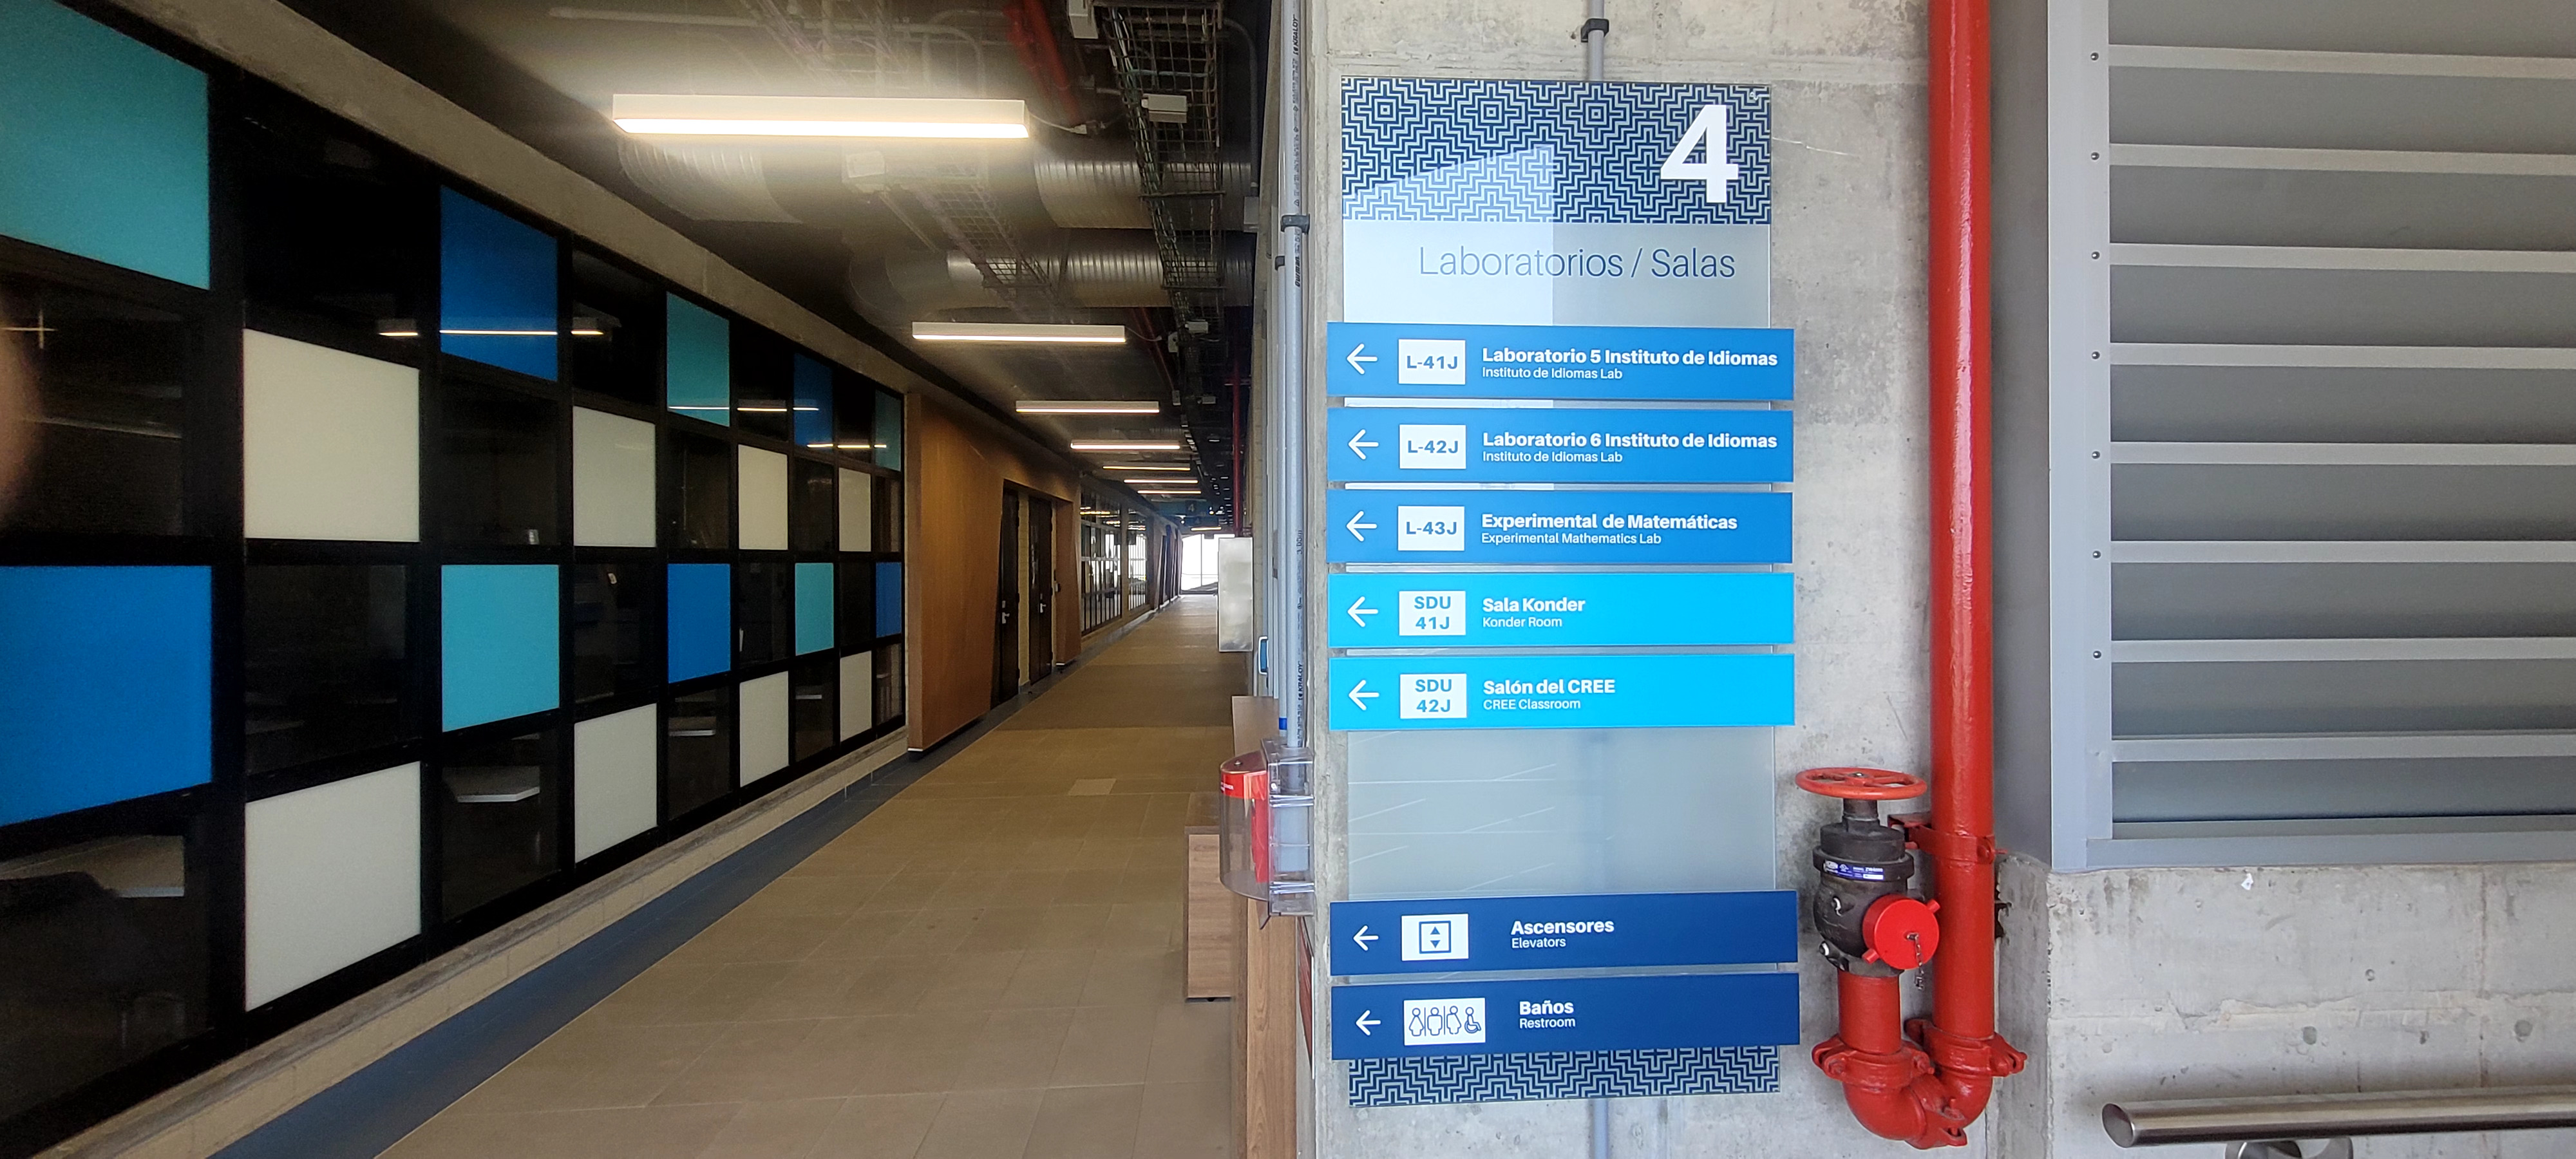 4
Laboratorios / Salas
L-41J
Laboratorio 5 Instituto de Idiomas
Instituto de Idiomas Lab
L-42J
Laboratorio 6 Instituto de Idiomas
Instituto de Idiomas Lab
L-43J
Experimental de Matemáticas
Experimental Mathematics Lab
SDU
41J
Sala Konder
Konder Room
SDU
42J
Salón del CREE
CREE Classroom
Ascensores
Elevators
Baños
Restroom